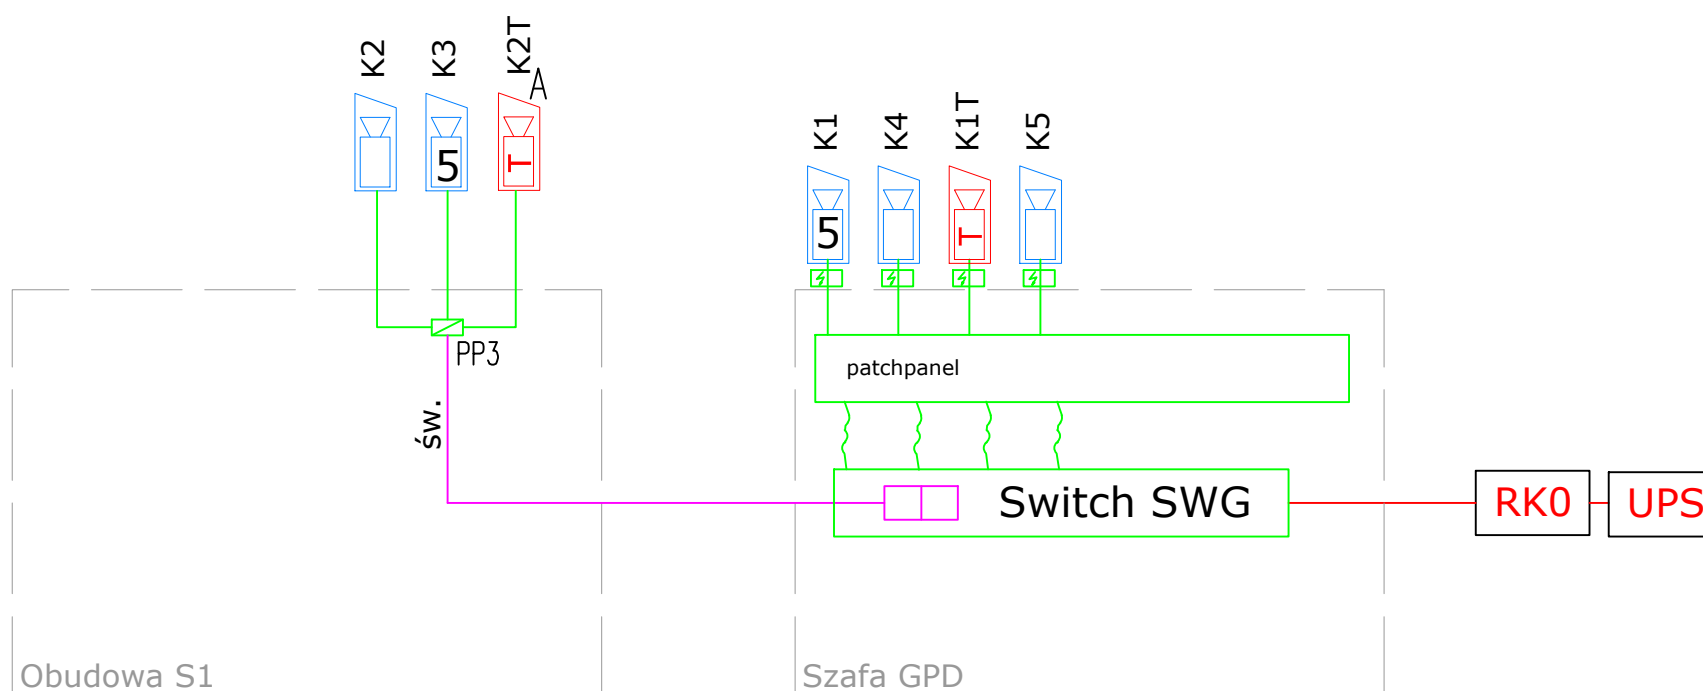 K2
K3
K2T
A
5
T
K1
K4
K1T
K5
5
T
PP3
patchpanel
św.
Switch SWG
RK0
UPS
Obudowa S1
Szafa GPD